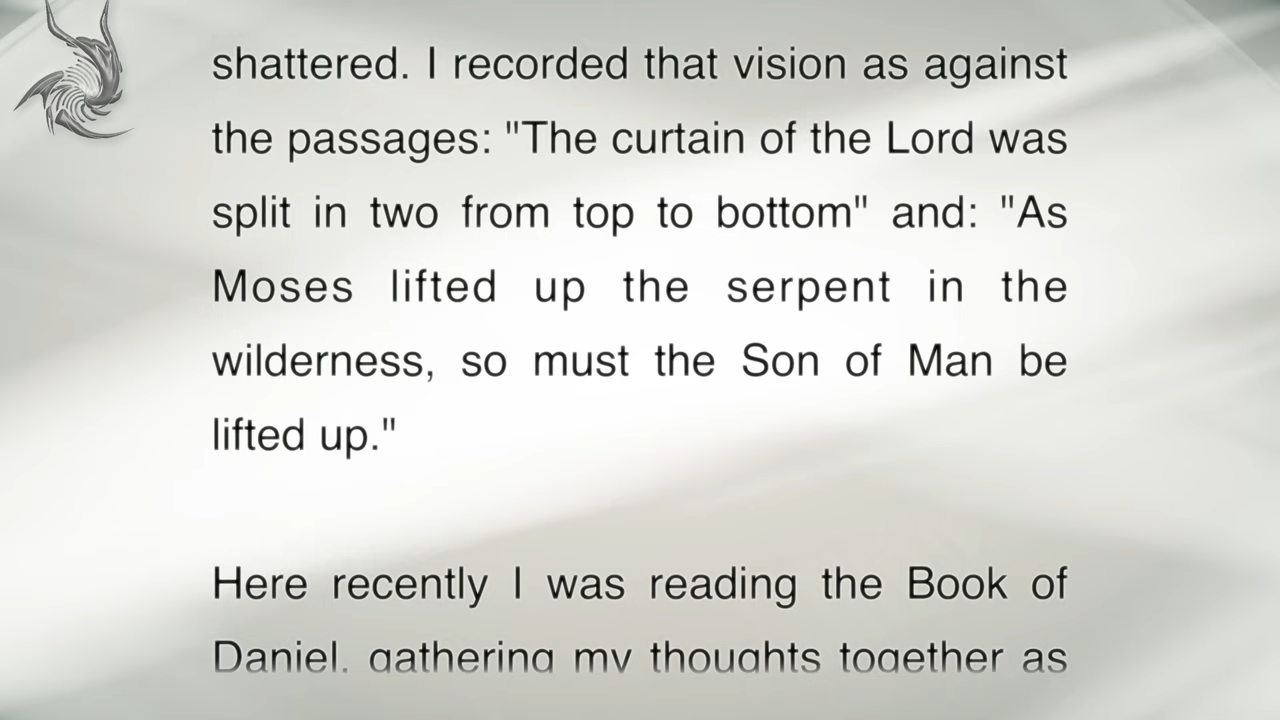 shattered. I recorded that vision as against
the passages: "The curtain of the Lord was
split in two from top to bottom" and: "As
Moses lifted up the serpent in the
wilderness, so must the Son of Man be
lifted up."
Here recently I was reading the Book of
Daniel, gathering my thoughts together as